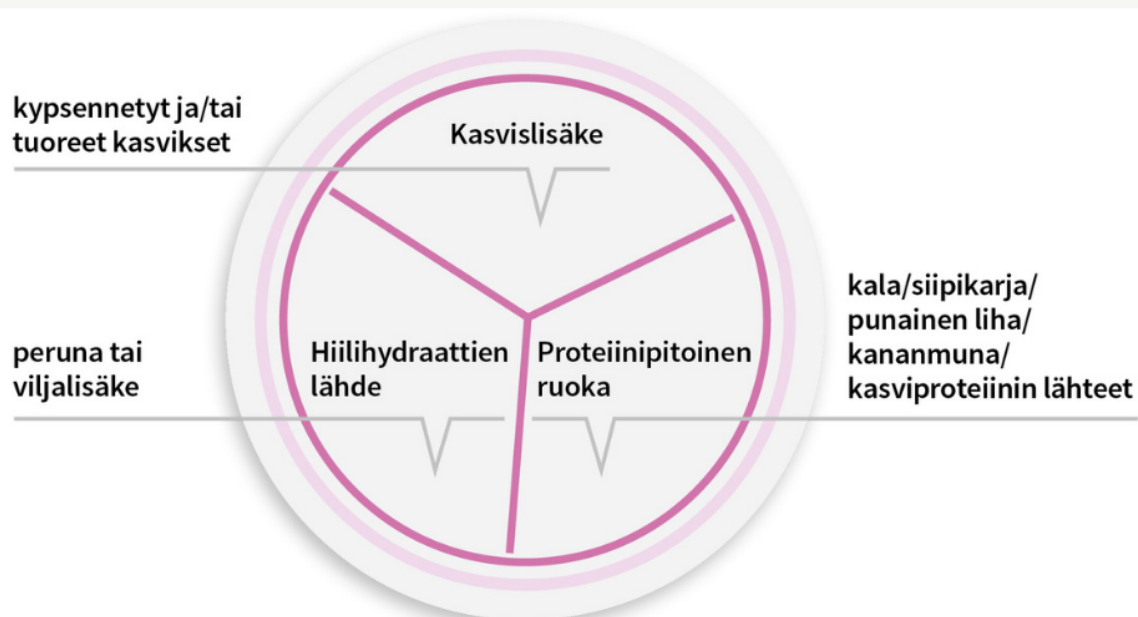 kypsennetyt ja/tai
tuoreet kasvikset
Kasvislisäke
peruna tai
viljalisäke
Hiilihydraattien
lähde
Proteiinipitoinen
ruoka
kala/siipikarja/
punainen liha/
kananmuna/
kasviproteiinin lähteet